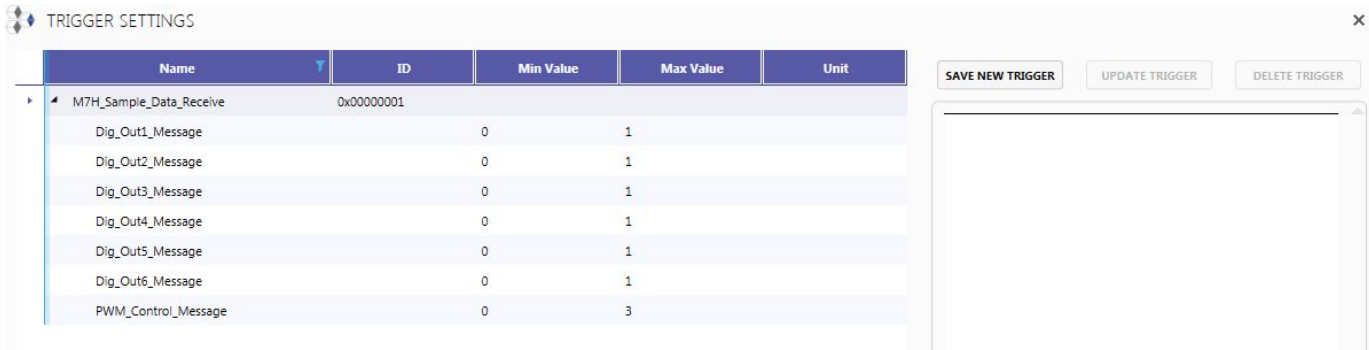 TRIGGER SETTINGS
Name ID Min Value Max Value Unit
SAVE NEW TRIGGER UPDATE TRIGGER DELETE TRIGGER
M7H_Sample_Data_Receive 0x00000001
Dig_Out1_Message 0 1
Dig_Out2_Message 0 1
Dig_Out3_Message 0 1
Dig_Out4_Message 0 1
Dig_Out5_Message 0 1
Dig_Out6_Message 0 1
PWM_Control_Message 0 3